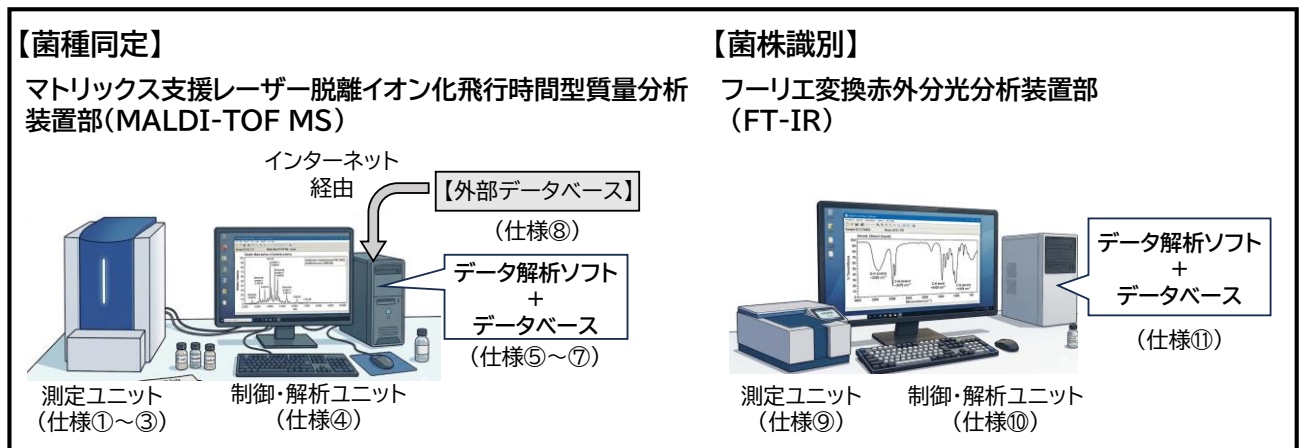 【菌種同定】
マトリックス支援レーザー脱離イオン化飛行時間型質量分析
装置部(MALDI-TOF MS)
インターネット
経由
【外部データベース】
(仕様⑧)
データ解析ソフト
+
データベース
(仕様⑤~⑦)
測定ユニット
(仕様①~③)
制御・解析ユニット
(仕様④)
【菌株識別】
フーリエ変換赤外分光分析装置部
(FT-IR)
データ解析ソフト
+
データベース
(仕様⑪)
測定ユニット
(仕様⑨)
制御・解析ユニット
(仕様⑩)